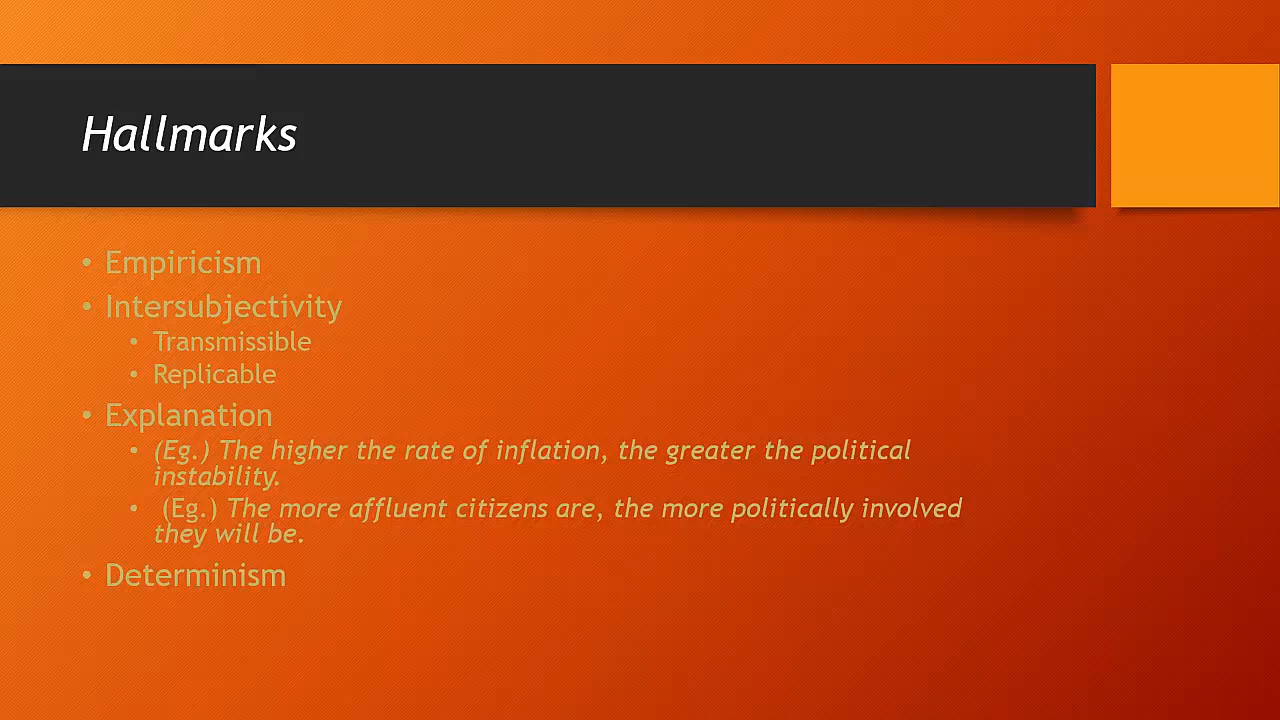 Hallmarks
• Empiricism
• Intersubjectivity
• Transmissible
• Replicable
• Explanation
• (Eg.) The higher the rate of inflation, the greater the political
instability.
• (Eg.) The more affluent citizens are, the more politically involved
they will be.
• Determinism